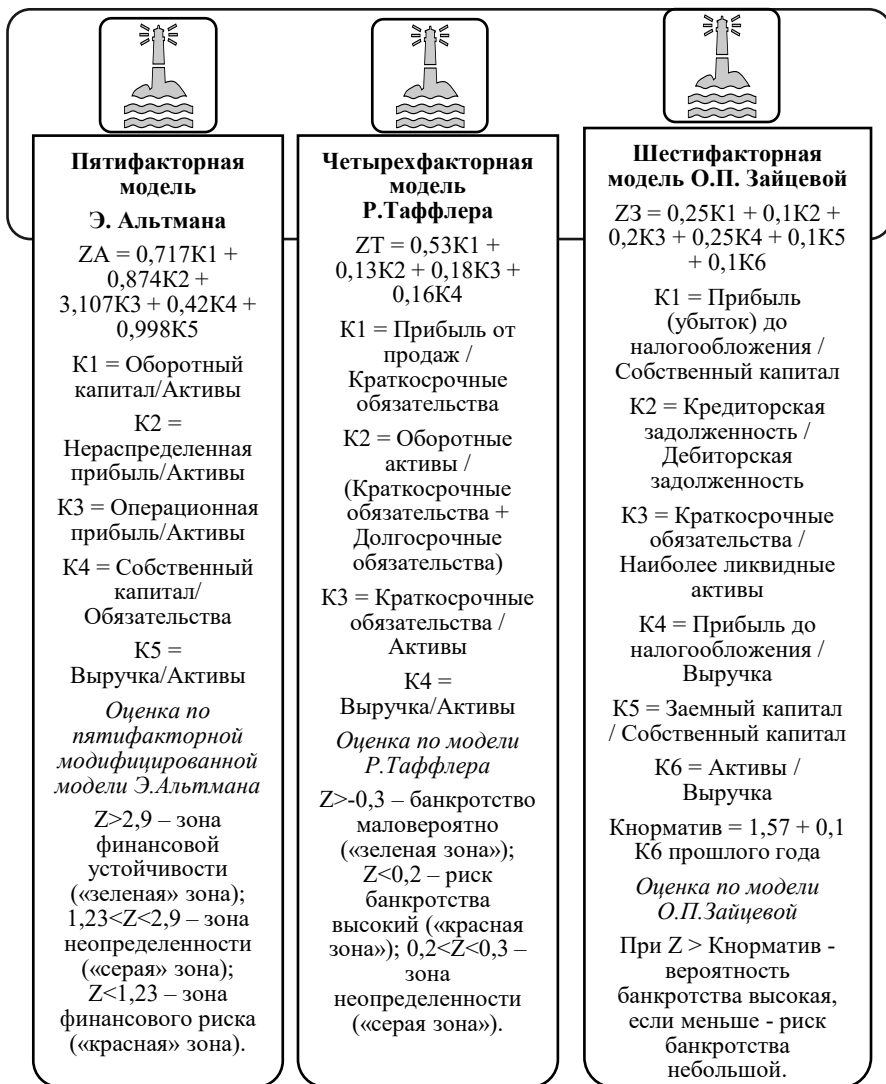 Пятифакторная
модель
Э. Альтмана
ZA = 0,717К1 +
0,874К2 +
3,107К3 + 0,42К4 +
0,998К5
К1 = Оборотный
капитал/Активы
К2 =
Нераспределенная
прибыль/Активы
К3 = Операционная
прибыль/Активы
К4 = Собственный
капитал/
Обязательства
К5 =
Выручка/Активы
Оценка по
пятифакторной
модифицированной
модели Э.Альтмана
Z>2,9 – зона
финансовой
устойчивости
(«зеленая» зона);
1,23<Z<2,9 – зона
неопределенности
(«серая» зона);
Z<1,23 – зона
финансового риска
(«красная» зона).
Четырехфакторная
модель
Р.Таффлера
ZT = 0,53К1 +
0,13К2 + 0,18К3 +
0,16К4
К1 = Прибыль от
продаж /
Краткосрочные
обязательства
К2 = Оборотные
активы /
(Краткосрочные
обязательства +
Долгосрочные
обязательства)
К3 = Краткосрочные
обязательства /
Активы
К4 =
Выручка/Активы
Оценка по модели
Р.Таффлера
Z>-0,3 – банкротство
маловероятно
(«зеленая зона»);
Z<0,2 – риск
банкротства
высокий («красная
зона»); 0,2<Z<0,3 –
зона
неопределенности
(«серая зона»).
Шестифакторная
модель О.П. Зайцевой
ZЗ = 0,25К1 + 0,1К2 +
0,2К3 + 0,25К4 + 0,1К5
+ 0,1К6
К1 = Прибыль
(убыток) до
налогообложения /
Собственный капитал
К2 = Кредиторская
задолженность /
Дебиторская
задолженность
К3 = Краткосрочные
обязательства /
Наиболее ликвидные
активы
К4 = Прибыль до
налогообложения /
Выручка
К5 = Заемный капитал
/ Собственный капитал
К6 = Активы /
Выручка
Кнорматив = 1,57 + 0,1
К6 прошлого года
Оценка по модели
О.П.Зайцевой
При Z > Кнорматив -
вероятность
банкротства высокая,
если меньше - риск
банкротства
небольшой.